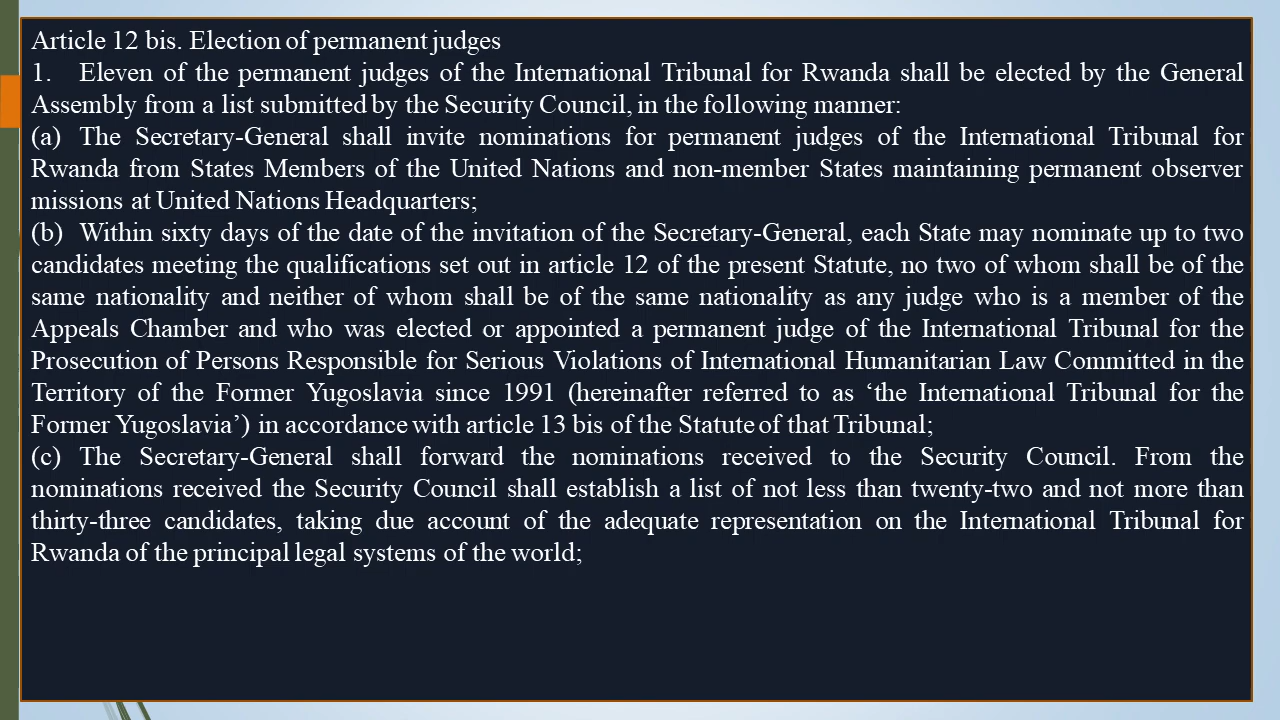 Article 12 bis. Election of permanent judges
1. Eleven of the permanent judges of the International Tribunal for Rwanda shall be elected by the General
Assembly from a list submitted by the Security Council, in the following manner:
(a) The Secretary-General shall invite nominations for permanent judges of the International Tribunal for
Rwanda from States Members of the United Nations and non-member States maintaining permanent observer
missions at United Nations Headquarters;
(b) Within sixty days of the date of the invitation of the Secretary-General, each State may nominate up to two
candidates meeting the qualifications set out in article 12 of the present Statute, no two of whom shall be of the
same nationality and neither of whom shall be of the same nationality as any judge who is a member of the
Appeals Chamber and who was elected or appointed a permanent judge of the International Tribunal for the
Prosecution of Persons Responsible for Serious Violations of International Humanitarian Law Committed in the
Territory of the Former Yugoslavia since 1991 (hereinafter referred to as ‘the International Tribunal for the
Former Yugoslavia’) in accordance with article 13 bis of the Statute of that Tribunal;
(c) The Secretary-General shall forward the nominations received to the Security Council. From the
nominations received the Security Council shall establish a list of not less than twenty-two and not more than
thirty-three candidates, taking due account of the adequate representation on the International Tribunal for
Rwanda of the principal legal systems of the world;